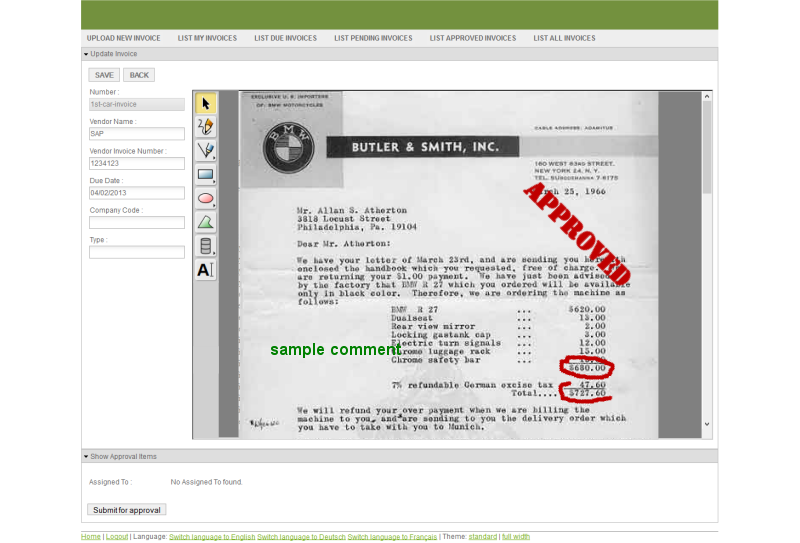 UPLOAD NEW INVOICE LIST MY INVOICES LIST DUE INVOICES LIST PENDING INVOICES LIST APPROVED INVOICES LIST ALL INVOICES
Update Invoice
SAVE BACK
Number :
1st-car-invoice
Vendor Name :
SAP
Vendor Invoice Number :
1234123
Due Date :
04/02/2013
Company Code :
Type :
A
EXCLUSIVE U. S. IMPORTERS
OF: BMW MOTORCYCLES
BMW
BUTLER & SMITH, INC.
CABLE ADDRESS: ADAMITUS
160 WEST 83RD STREET,
NEW YORK 24, N. Y.
TEL. SUSQUEHANNA 7-6175
25, 1966
APPROVED
Mr. Allan S. Atherton
3818 Locust Street
Philadelphia, Pa. 19104
Dear Mr. Atherton:
We have your letter of March 23rd, and are sending you
enclosed the handbook which you requested, free of charge.
are returning your $1.00 payment. We have just been advised
by the factory that BMW R 27 which you ordered will be available
only in black color. Therefore, we are ordering the machine as
follows:
BMW R 27 ... $620.00
Dualseat ... 13.00
Rear view mirror ... 2.00
Locking gastank cap ... 3.00
Electric turn signals ... 12.00
sample comment
Chrome luggage rack ... 15.00
Chrome safety bar ...
$680.00
7% refundable German excise tax 47.60
Total.... $727.60
We will refund your over payment when we are billing the
machine to you, and are sending to you the delivery order which
you have to take with you to Munich.
Show Approval Items
Assigned To : No Assigned To found.
Submit for approval
Home | Logout | Language: Switch language to English Switch language to Deutsch Switch language to Français | Theme: standard | full width